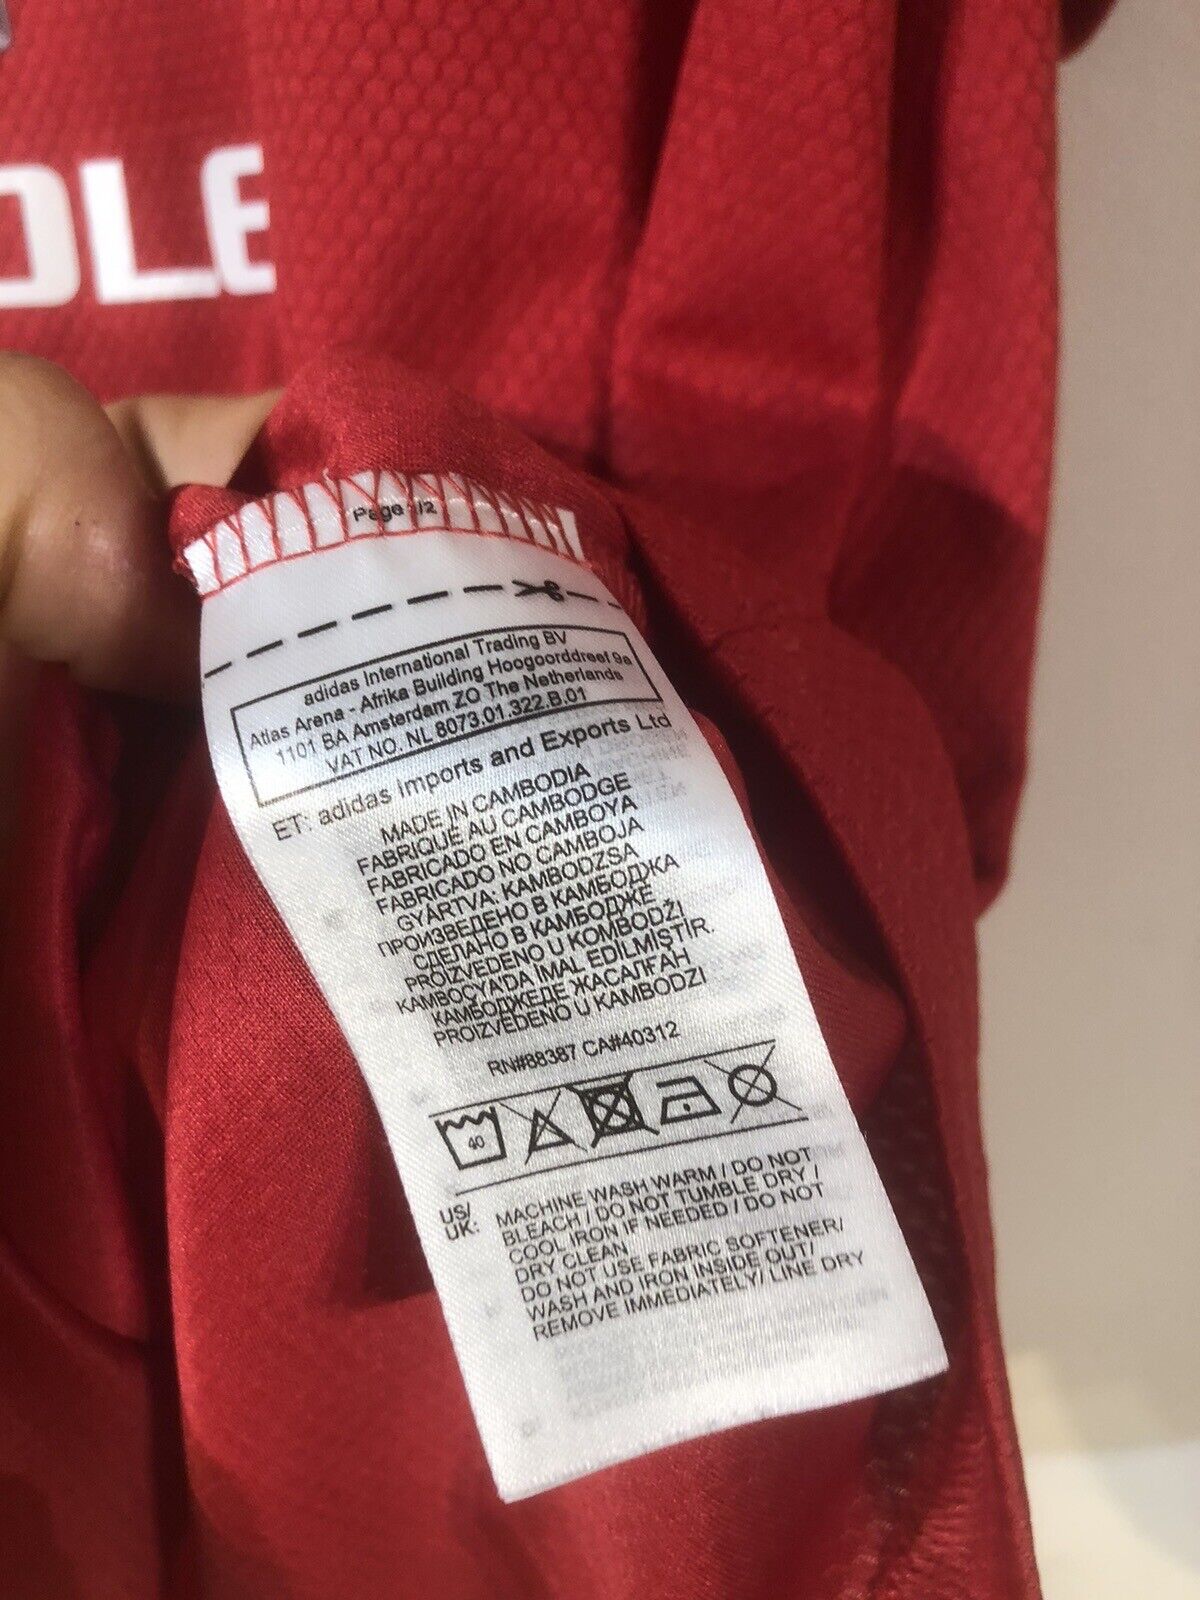 OLE
Page 1/2
adidas International Trading BV
Atlas Arena - Afrika Building Hoogoorddreef 9a
1101 BA Amsterdam ZO The Netherlands
VAT NO. NL 8073.01.322.B.01
ET: adidas Imports and Exports Ltd
MADE IN CAMBODIA
FABRIQUÉ AU CAMBODGE
FABRICADO EN CAMBOYA
FABRICADO NO CAMBOJA
GYÁRTVA: KAMBODZSA
ПРОИЗВЕДЕНО В КАМБОДЖА
СДЕЛАНО В КАМБОДЖЕ
PROIZVEDENO U KOMBODŽI
KAMBOÇYA'DA İMAL EDİLMİŞTİR.
КАМБОДЖЕДЕ ЖАСАЛҒАН
PROIZVEDENO U KAMBODZI
RN#88387 CA#40312
40
US/
UK:
MACHINE WASH WARM / DO NOT
BLEACH / DO NOT TUMBLE DRY /
COOL IRON IF NEEDED / DO NOT
DRY CLEAN
DO NOT USE FABRIC SOFTENER/
WASH AND IRON INSIDE OUT/
REMOVE IMMEDIATELY/ LINE DRY